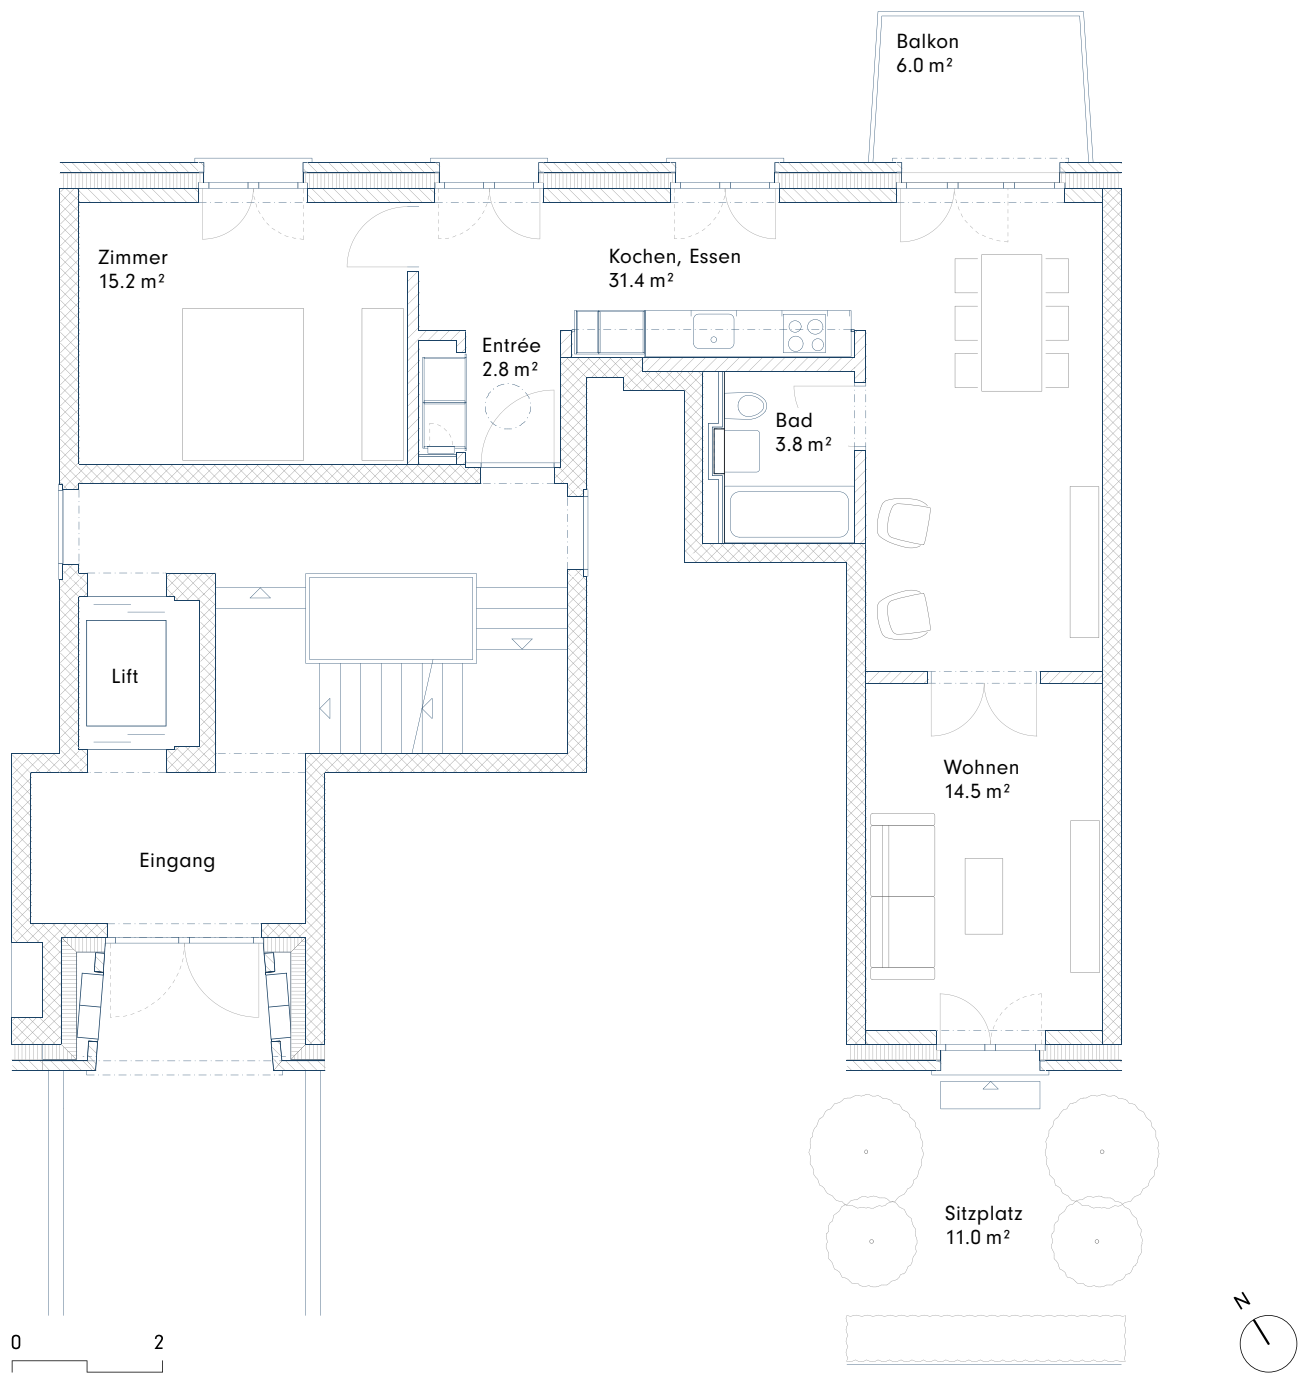 Balkon
6.0 m²
Zimmer
15.2 m²
Kochen, Essen
31.4 m²
Entrée
2.8 m²
Bad
3.8 m²
Lift
Wohnen
14.5 m²
Eingang
Sitzplatz
11.0 m²
N
0 2